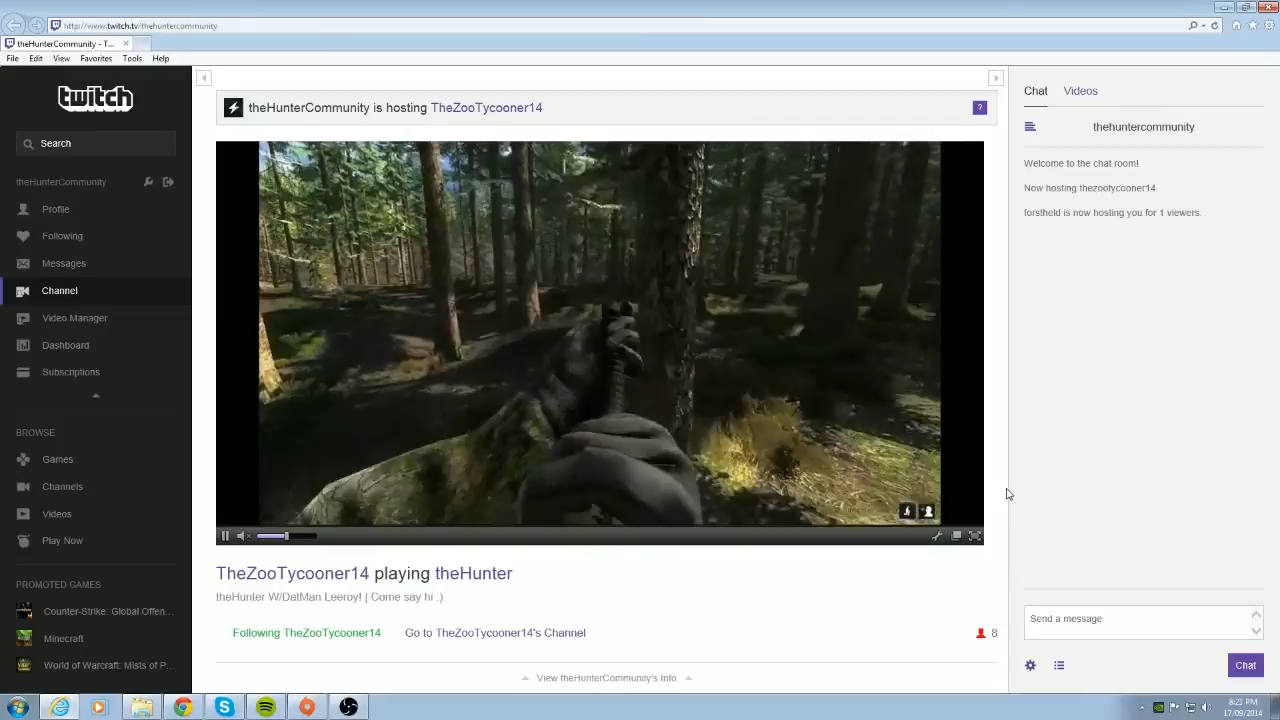 http://www.twitch.tv/thehuntercommunity
theHunterCommunity - T...
File Edit View Favorites Tools Help
twitch
Search
theHunterCommunity
Profile
Following
Messages
Channel
Video Manager
Dashboard
Subscriptions
BROWSE
Games
Channels
Videos
Play Now
PROMOTED GAMES
Counter-Strike: Global Offen...
Minecraft
World of Warcraft: Mists of P...
theHunterCommunity is hosting TheZooTycooner14
?
TheZooTycooner14 playing theHunter
theHunter W/DatMan Leeroy! | Come say hi .)
Following TheZooTycooner14
Go to TheZooTycooner14's Channel
8
View theHunterCommunity's Info
Chat Videos
thehuntercommunity
Welcome to the chat room!
Now hosting thezootycooner14.
forstheld is now hosting you for 1 viewers.
Send a message
Chat
8:21 PM
17/09/2014